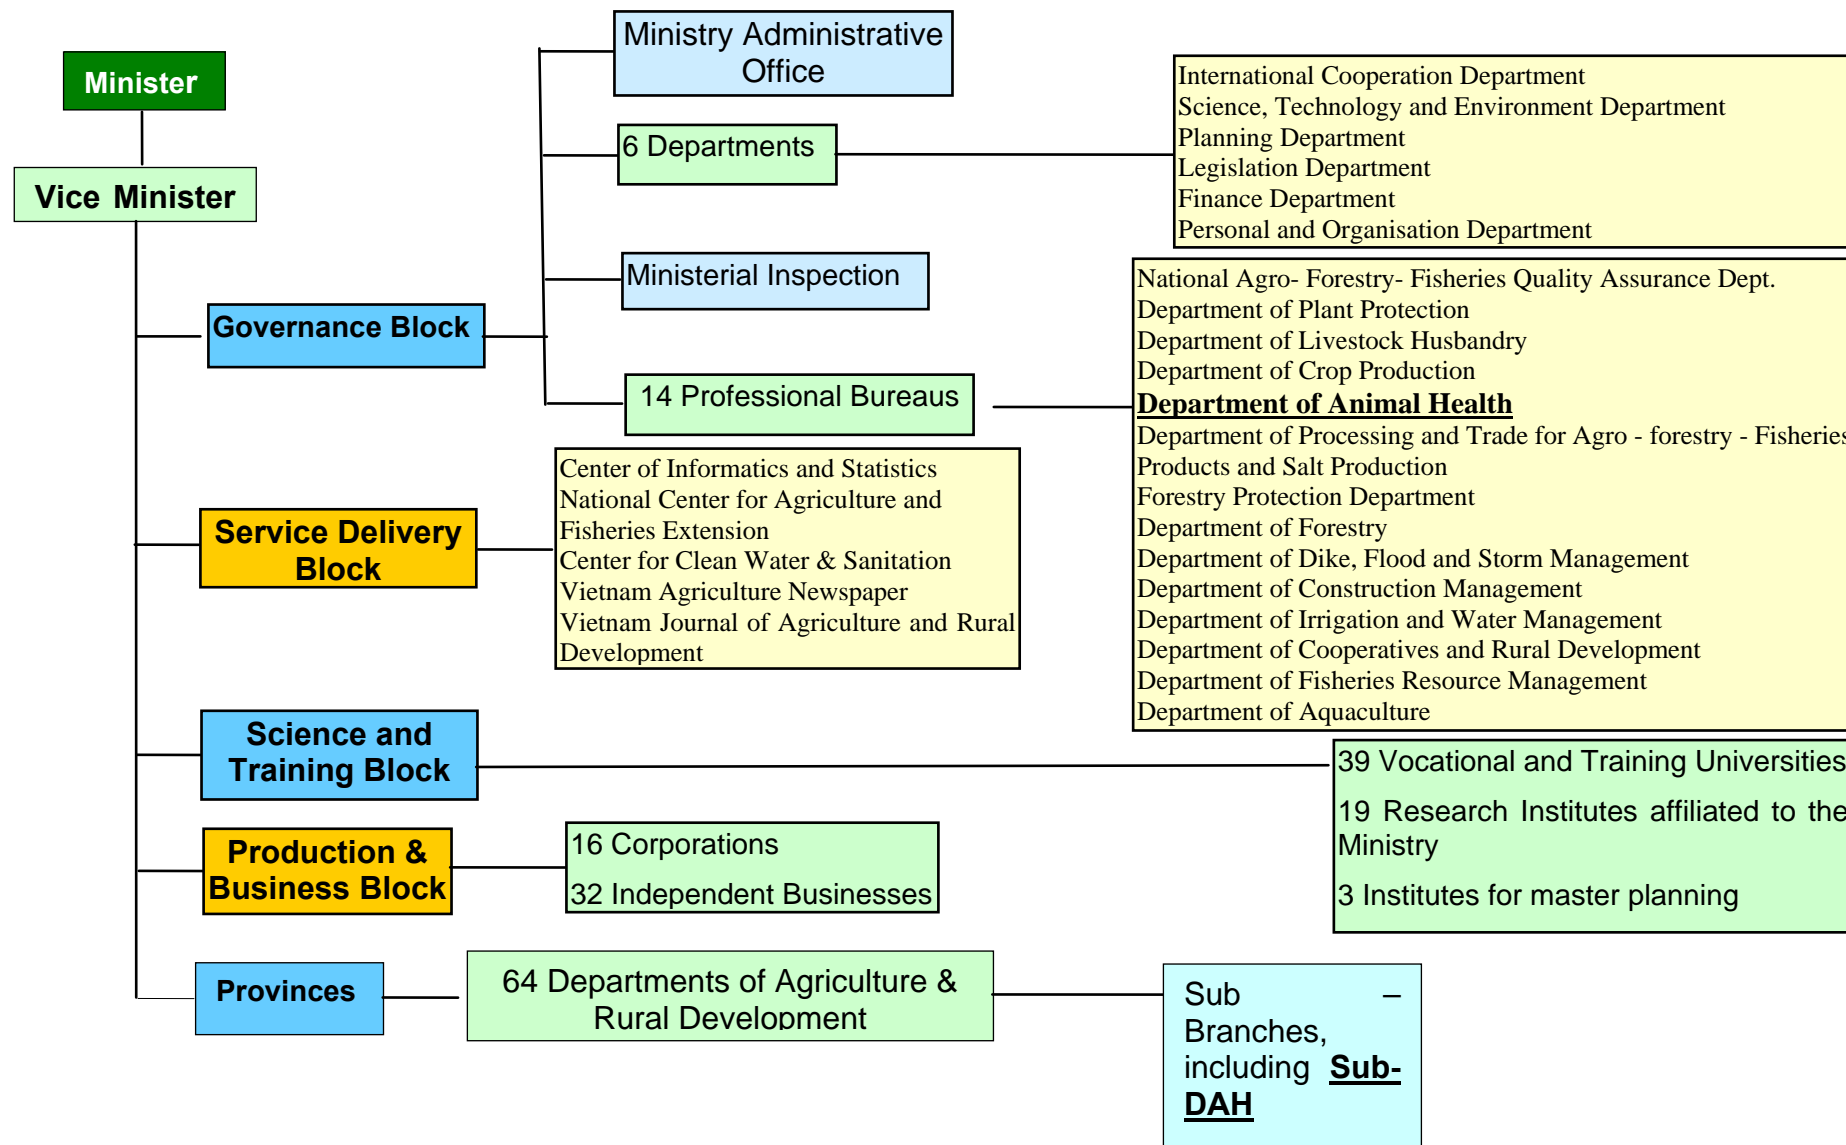 Minister
Vice Minister
Governance Block
Ministry Administrative
Office
6 Departments
International Cooperation Department
Science, Technology and Environment Department
Planning Department
Legislation Department
Finance Department
Personal and Organisation Department
Ministerial Inspection
14 Professional Bureaus
National Agro- Forestry- Fisheries Quality Assurance Dept.
Department of Plant Protection
Department of Livestock Husbandry
Department of Crop Production
Department of Animal Health
Department of Processing and Trade for Agro - forestry - Fisheries
Products and Salt Production
Forestry Protection Department
Department of Forestry
Department of Dike, Flood and Storm Management
Department of Construction Management
Department of Irrigation and Water Management
Department of Cooperatives and Rural Development
Department of Fisheries Resource Management
Department of Aquaculture
Service Delivery
Block
Center of Informatics and Statistics
National Center for Agriculture and
Fisheries Extension
Center for Clean Water & Sanitation
Vietnam Agriculture Newspaper
Vietnam Journal of Agriculture and Rural
Development
Science and
Training Block
39 Vocational and Training Universities
19 Research Institutes affiliated to the
Ministry
3 Institutes for master planning
Production &
Business Block
16 Corporations
32 Independent Businesses
Provinces
64 Departments of Agriculture &
Rural Development
Sub –
Branches,
including Sub-
DAH